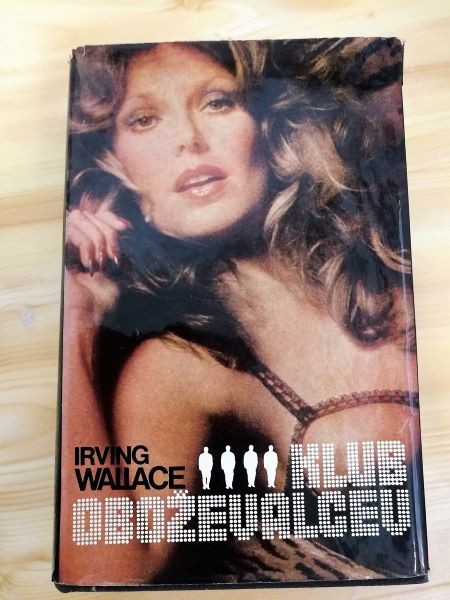 IRVING
WALLACE
KLUB
OBOŽEVALCEV